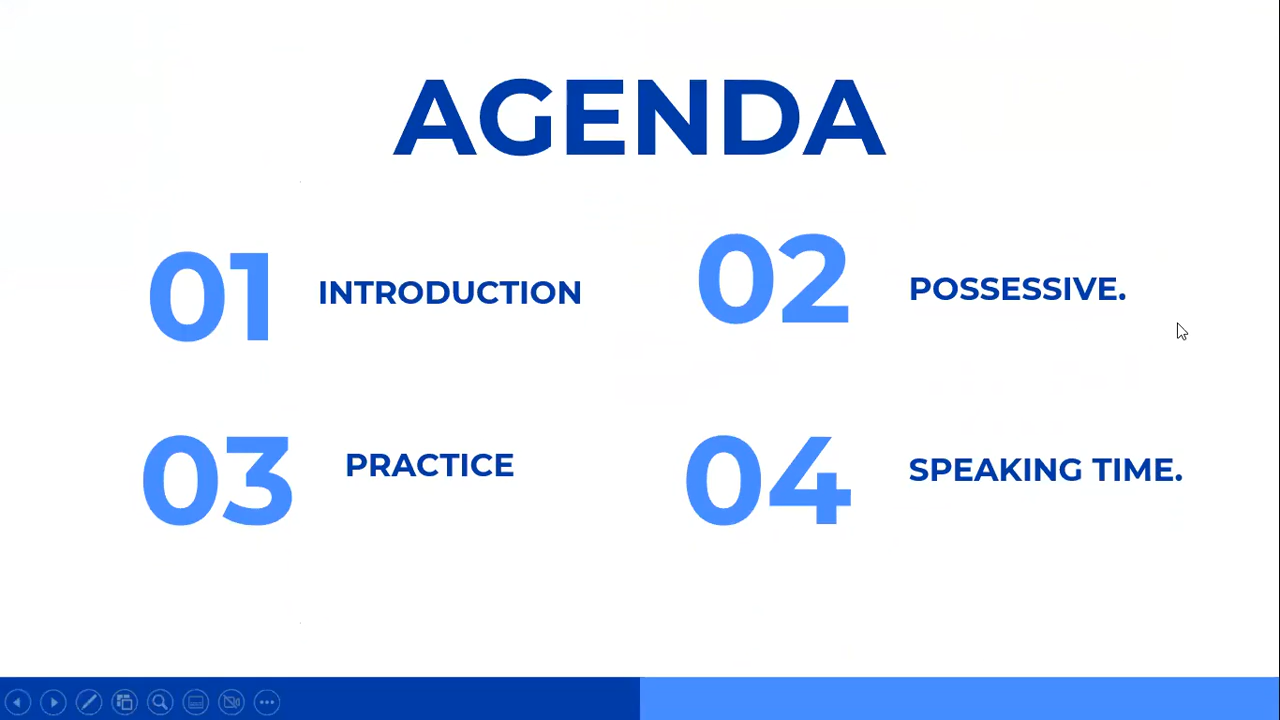 AGENDA
01 INTRODUCTION
02 POSSESSIVE.
03 PRACTICE
04 SPEAKING TIME.